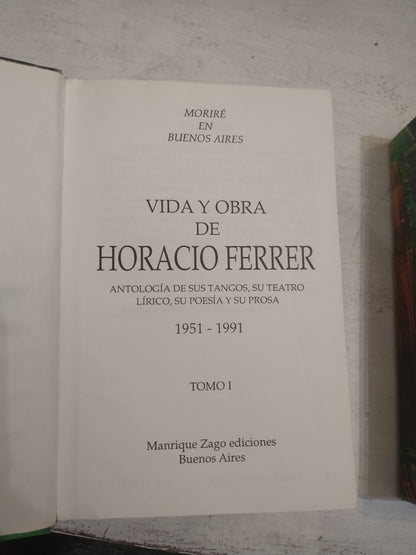 MORIRÉ
EN
BUENOS AIRES
VIDA Y OBRA
DE
HORACIO FERRER
ANTOLOGÍA DE SUS TANGOS, SU TEATRO
LÍRICO, SU POESÍA Y SU PROSA
1951 - 1991
TOMO I
Manrique Zago ediciones
Buenos Aires